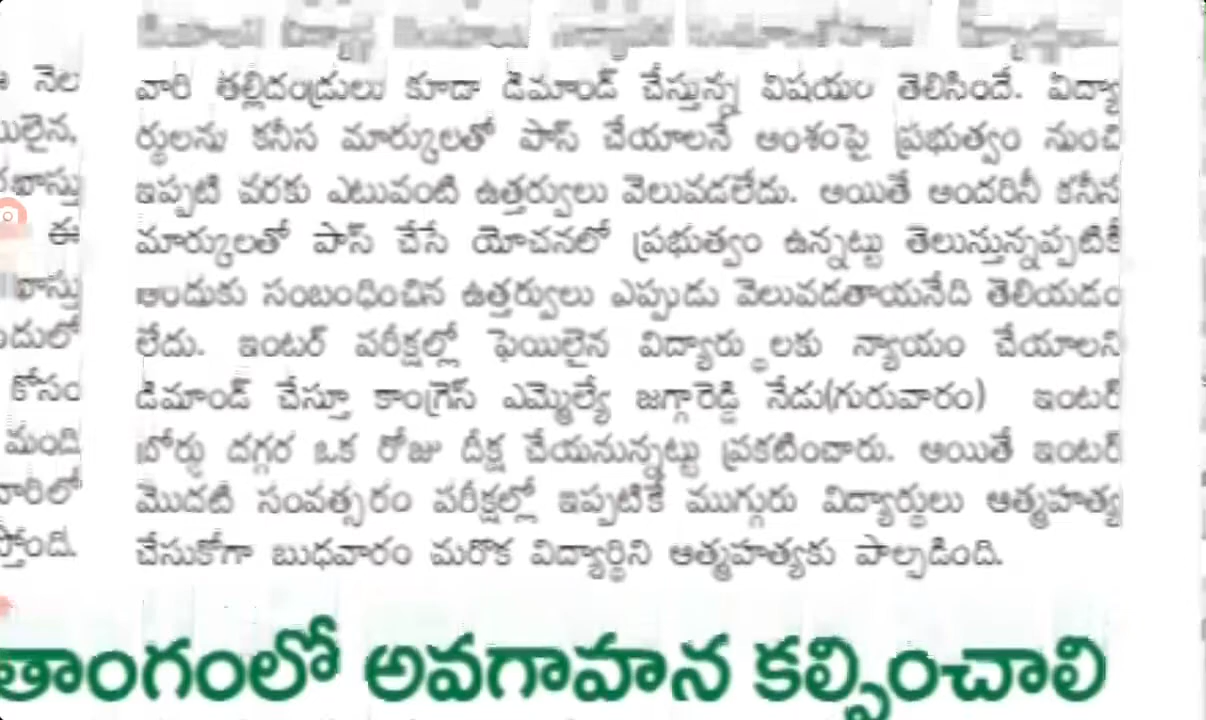 నెల
వారి తల్లిదండ్రులు కూడా డిమాండ్ చేస్తున్న విషయం తెలిసిందే. విద్యా
ర్థులను కనీస మార్కులతో పాస్ చేయాలనే అంశంపై ప్రభుత్వం నుంచి
ఇప్పటి వరకు ఎటువంటి ఉత్తర్వులు వెలువడలేదు. అయితే అందరినీ కనీస
ఈ
మార్కులతో పాస్ చేసే యోచనలో ప్రభుత్వం ఉన్నట్టు తెలుస్తున్నప్పటికీ
అందుకు సంబంధించిన ఉత్తర్వులు ఎప్పుడు వెలువడతాయనేది తెలియడం
లేదు. ఇంటర్ పరీక్షల్లో ఫెయిలైన విద్యార్థులకు న్యాయం చేయాలని
కోసం
డిమాండ్ చేస్తూ కాంగ్రెస్ ఎమ్మెల్యే జగ్గారెడ్డి నేడు(గురువారం) ఇంటర్
మంది
బోర్డు దగ్గర ఒక రోజు దీక్ష చేయనున్నట్టు ప్రకటించారు. అయితే ఇంటర్
మొదటి సంవత్సరం పరీక్షల్లో ఇప్పటికే ముగ్గురు విద్యార్థులు ఆత్మహత్య
చేసుకోగా బుధవారం మరొక విద్యార్థిని ఆత్మహత్యకు పాల్పడింది.
తాంగంలో అవగాహన కల్పించాలి